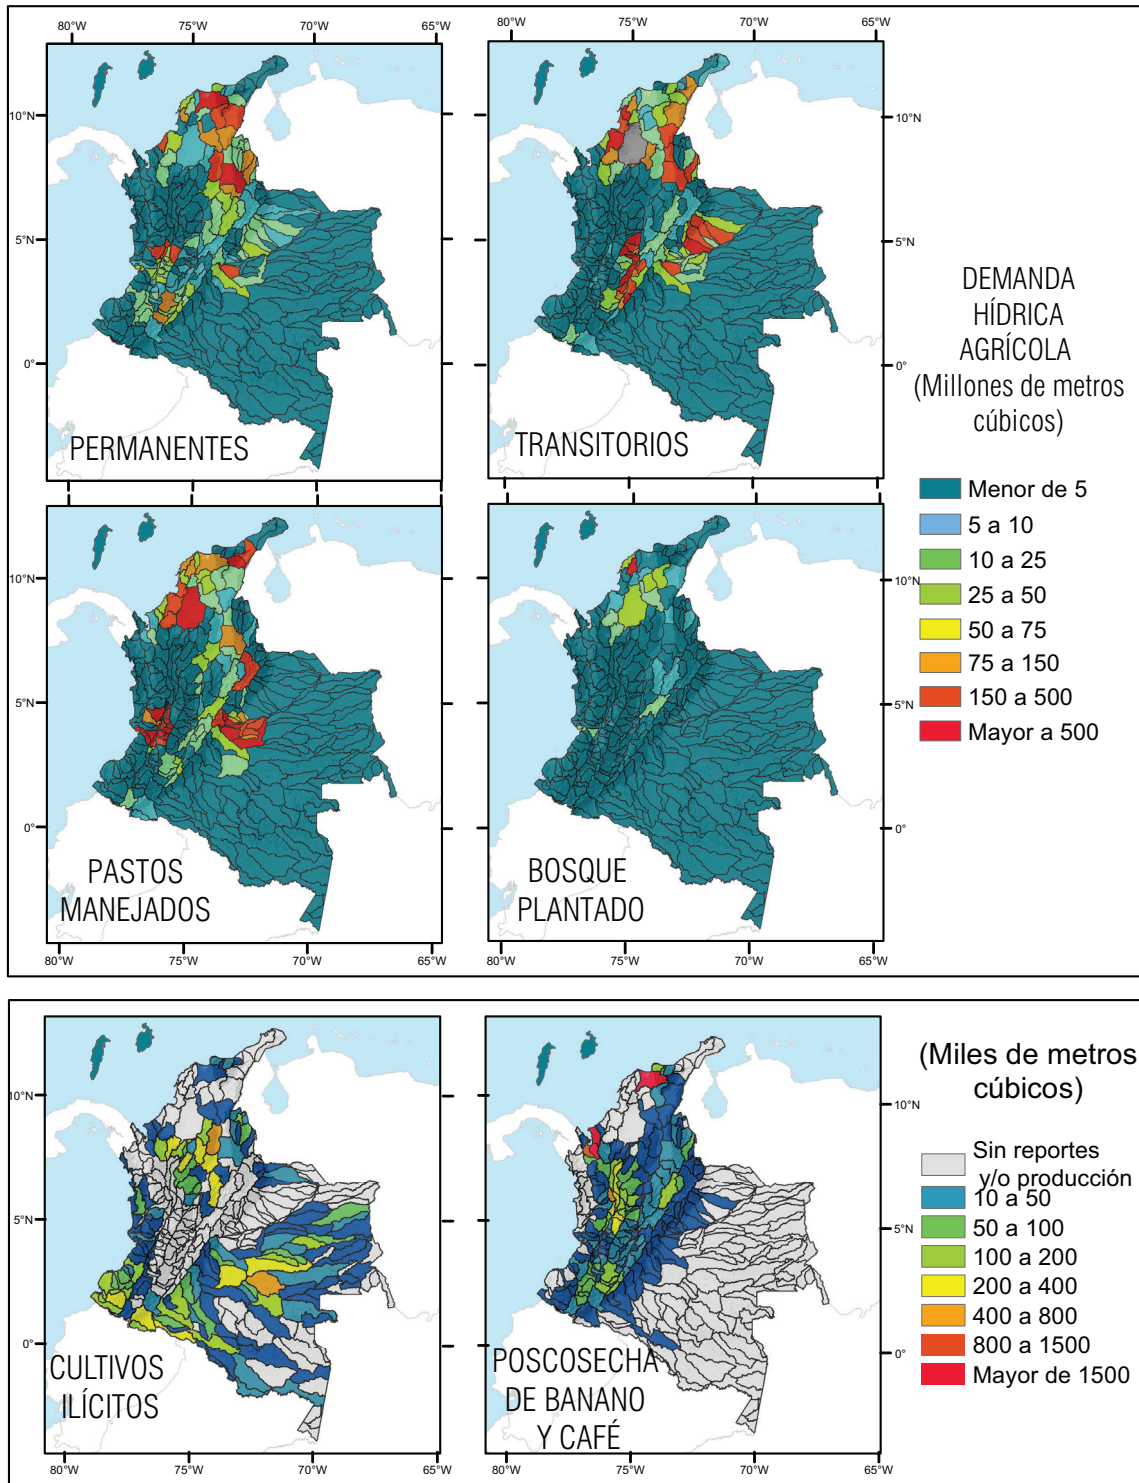 80°W 75°W 70°W 65°W
80°W 75°W 70°W 65°W
10°N
5°N
0°
PERMANENTES
10°N
5°N
0°
TRANSITORIOS
DEMANDA
HÍDRICA
AGRÍCOLA
(Millones de metros
cúbicos)
Menor de 5
5 a 10
10 a 25
25 a 50
50 a 75
75 a 150
150 a 500
Mayor a 500
10°N
5°N
0°
PASTOS
MANEJADOS
80°W 75°W 70°W 65°W
10°N
5°N
0°
BOSQUE
PLANTADO
80°W 75°W 70°W 65°W
10°N
5°N
0°
CULTIVOS
ILÍCITOS
80°W 75°W 70°W 65°W
10°N
5°N
0°
POSCOSECHA
DE BANANO
Y CAFÉ
80°W 75°W 70°W 65°W
(Miles de metros
cúbicos)
Sin reportes
y/o producción
10 a 50
50 a 100
100 a 200
200 a 400
400 a 800
800 a 1500
Mayor de 1500